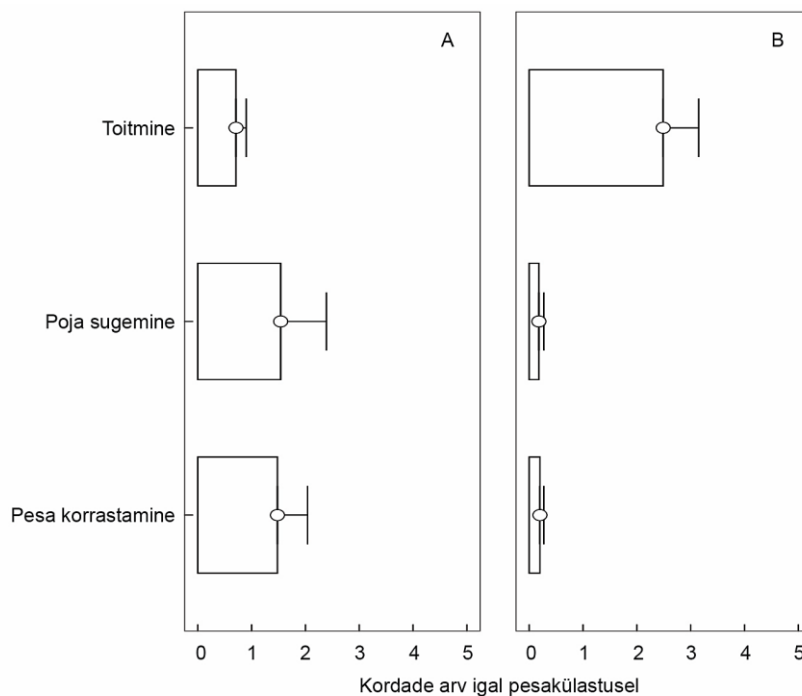 A
B
Toitmine
Poja sugemine
Pesa korrastamine
0 1 2 3 4 5
0 1 2 3 4 5
Kordade arv igal pesakülastusel